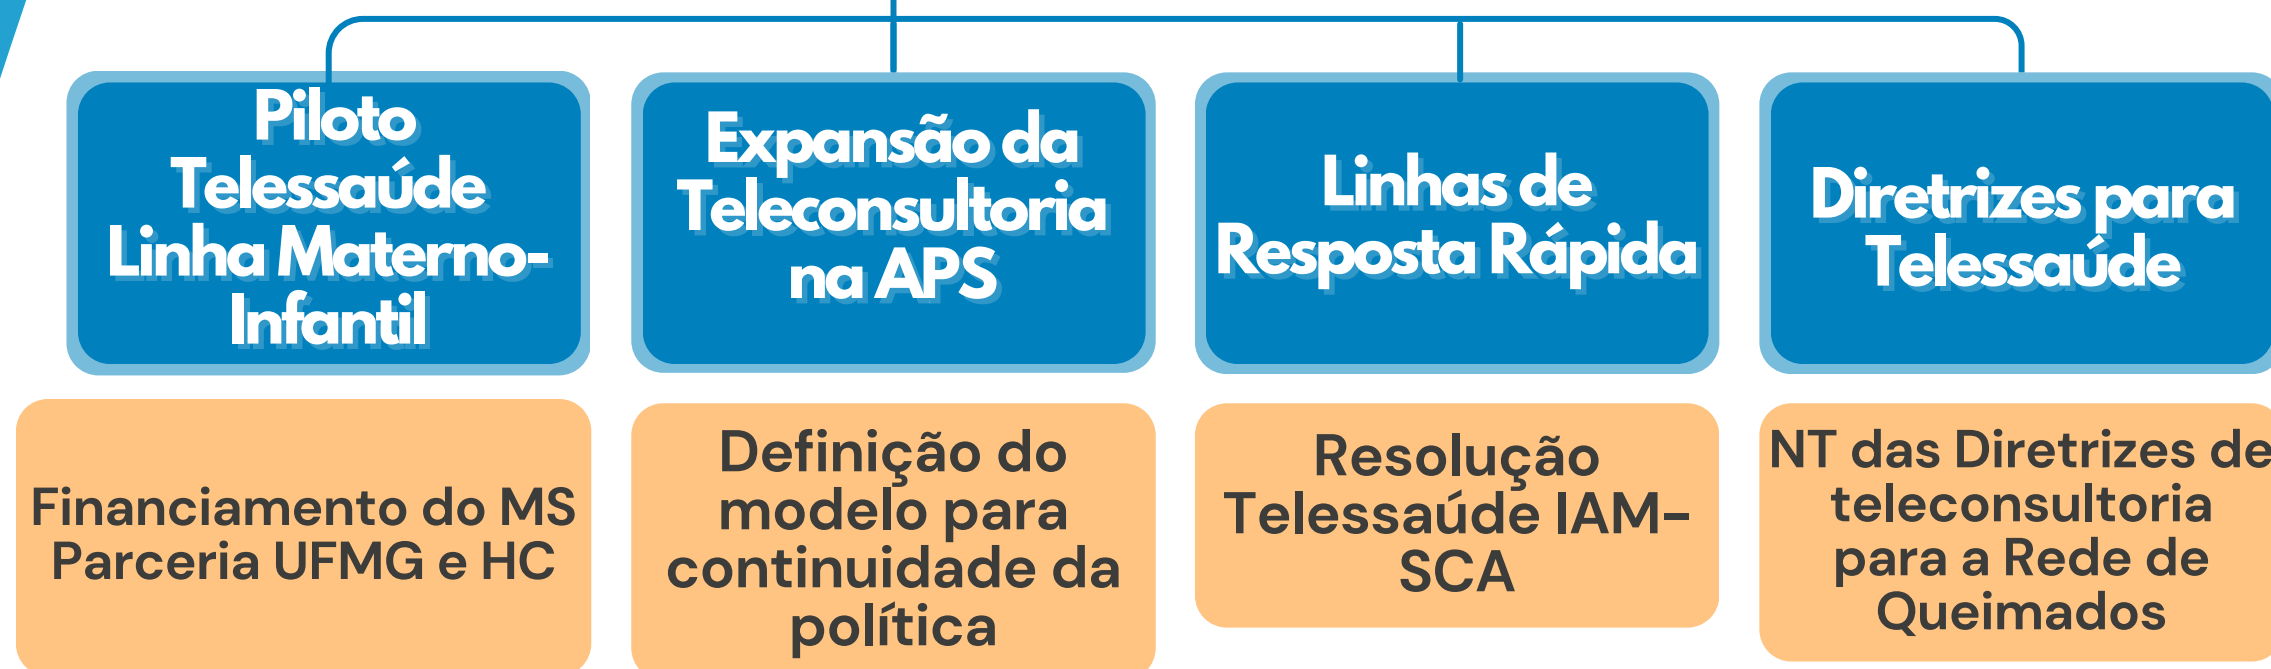 Piloto
Telessaúde
Linha Materno-
Infantil
Financiamento do MS
Parceria UFMG e HC
Expansão da
Teleconsultoria
na APS
Definição do
modelo para
continuidade da
política
Linhas de
Resposta Rápida
Resolução
Telessaúde IAM-
SCA
Diretrizes para
Telessaúde
NT das Diretrizes de
teleconsultoria
para a Rede de
Queimados